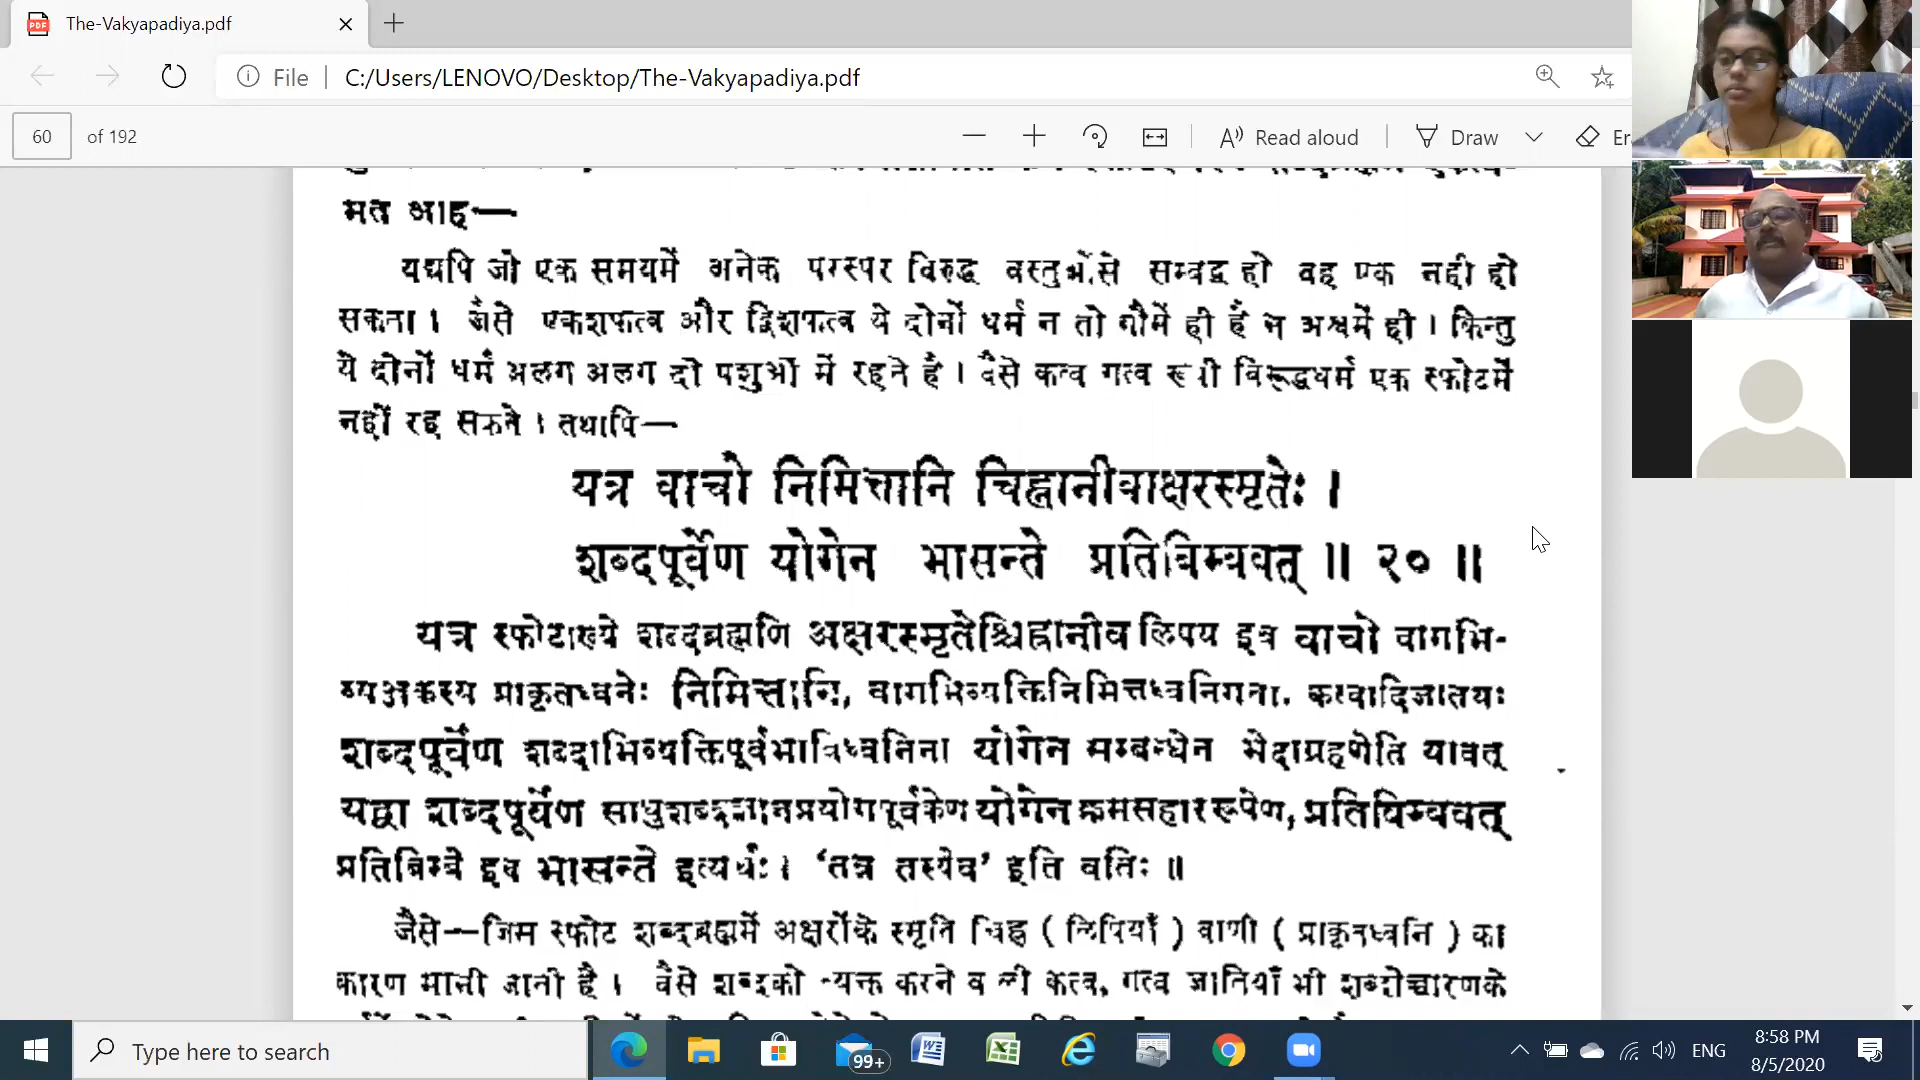 The-Vakyapadiya.pdf
File | C:/Users/LENOVO/Desktop/The-Vakyapadiya.pdf
60 of 192
Read aloud
Draw
Er
मत आह—
यद्यपि जो एक समयमें अनेक परस्पर विरुद्ध वस्तुओंसे सम्बद्ध हो वह एक नहीं हो
सकता। जैसे एकशफत्व और द्विशफत्व ये दोनों धर्म न तो गौमें ही हैं न अश्वमें ही। किन्तु
ये दोनों धर्म अलग अलग दो पशुओं में रहते हैं। वैसे कत्व गत्व रूपी विरूद्धधर्म एक स्फोटमें
नहीं रह सकते। तथापि—
यत्र वाचो निमित्तानि चिह्नानीवाक्षरस्मृतेः ।
शब्दपूर्वेण योगेन भासन्ते प्रतिबिम्बवत् ॥ २० ॥
यत्र स्फोटाख्ये शब्दब्रह्मणि अक्षरस्मृतेश्चिह्नानीव लिपय इव वाचो वागभि-
व्यञ्जकस्य प्राकृतध्वनेः निमित्तानि, वागभिव्यक्तिनिमित्तध्वनिगता. कत्वादिजातयः
शब्दपूर्वेण शब्दाभिव्यक्तिपूर्वभाविध्वनिना योगेन सम्बन्धेन भेदाग्रहणेति यावत्
यद्वा शब्दपूर्वेण साधुशब्दज्ञानप्रयोगपूर्वकेण योगेन क्रमसंहाररूपेण, प्रतिबिम्बवत्
प्रतिबिम्बे इव भासन्ते इत्यर्थः। ‘तत्र तस्येव’ इति वतिः ॥
जैसे—जिस स्फोट शब्दब्रह्ममें अक्षरोंके स्मृति चिह्न ( लिपियाँ ) वाणी ( प्राकृतध्वनि ) का
कारण मानी जाती है। वैसे शब्दको व्यक्त करने वाली कत्व, गत्व जातियाँ भी शब्दोच्चारणके
Type here to search
99+
ENG
8:58 PM
8/5/2020